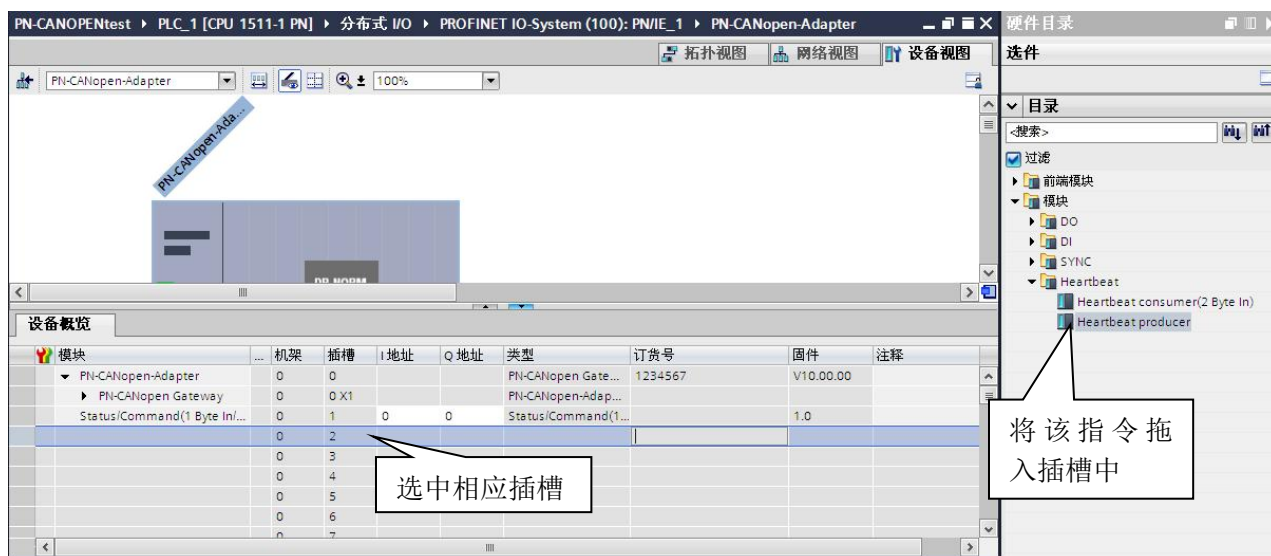 PN-CANOPENtest ▸ PLC_1 [CPU 1511-1 PN] ▸ 分布式 I/O ▸ PROFINET IO-System (100): PN/IE_1 ▸ PN-CANopen-Adapter
硬件目录
拓扑视图 网络视图 设备视图
选件
PN-CANopen-Adapter 100%
目录
<搜索>
过滤
前端模块
模块
DO
DI
SYNC
Heartbeat
Heartbeat consumer(2 Byte In)
Heartbeat producer
PN-CANopen-Ada...
DP-NORM
设备概览
模块 ... 机架 插槽 I地址 Q地址 类型 订货号 固件 注释
PN-CANopen-Adapter 0 0 PN-CANopen Gate... 1234567 V10.00.00
PN-CANopen Gateway 0 0 X1 PN-CANopen-Adap...
Status/Command(1 Byte In/... 0 1 0 0 Status/Command(1... 1.0
0 2
0 3
0 4
0 5
0 6
0 7
选中相应插槽
将该指令拖
入插槽中